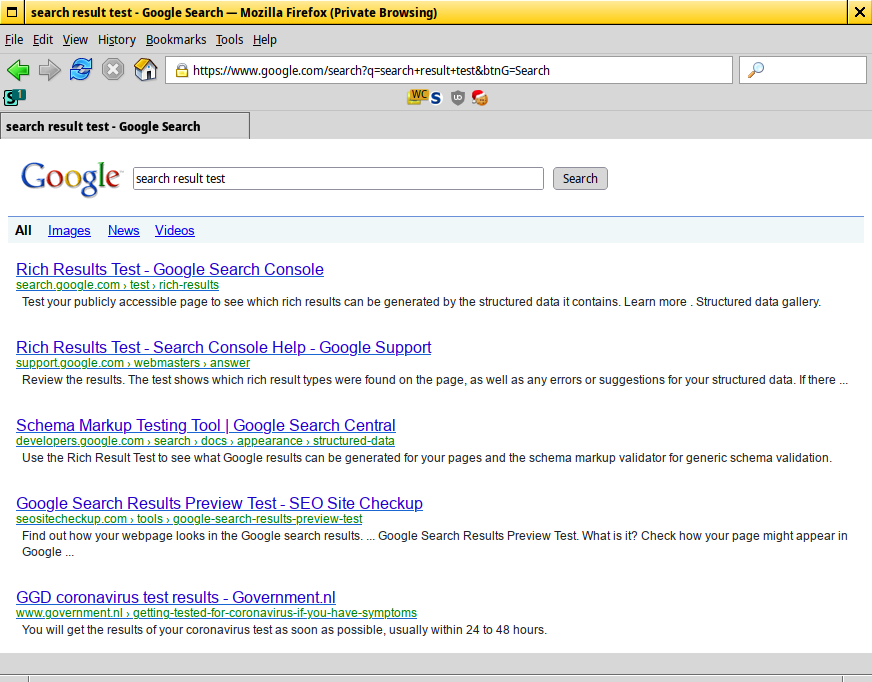 search result test - Google Search — Mozilla Firefox (Private Browsing)
File Edit View History Bookmarks Tools Help
https://www.google.com/search?q=search+result+test&btnG=Search
S 1 WC S
search result test - Google Search
Google search result test Search
All Images News Videos
Rich Results Test - Google Search Console
search.google.com › test › rich-results
Test your publicly accessible page to see which rich results can be generated by the structured data it contains. Learn more . Structured data gallery.
Rich Results Test - Search Console Help - Google Support
support.google.com › webmasters › answer
Review the results. The test shows which rich result types were found on the page, as well as any errors or suggestions for your structured data. If there ...
Schema Markup Testing Tool | Google Search Central
developers.google.com › search › docs › appearance › structured-data
Use the Rich Result Test to see what Google results can be generated for your pages and the schema markup validator for generic schema validation.
Google Search Results Preview Test - SEO Site Checkup
seositecheckup.com › tools › google-search-results-preview-test
Find out how your webpage looks in the Google search results. ... Google Search Results Preview Test. What is it? Check how your page might appear in
Google ...
GGD coronavirus test results - Government.nl
www.government.nl › getting-tested-for-coronavirus-if-you-have-symptoms
You will get the results of your coronavirus test as soon as possible, usually within 24 to 48 hours.